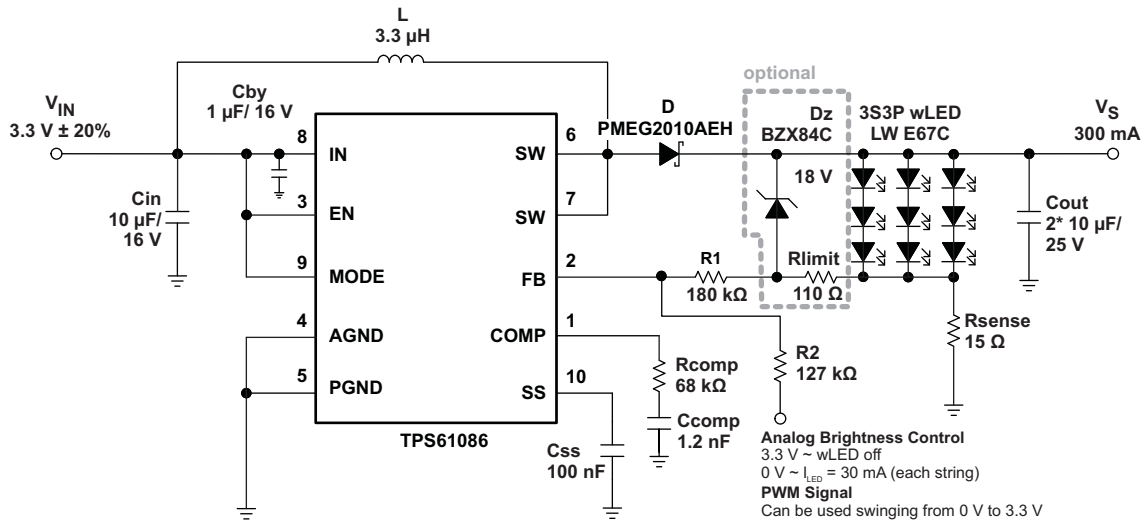 L
3.3 µH
optional
Cby
1 µF/ 16 V
VIN
3.3 V ± 20%
D
PMEG2010AEH
Dz
BZX84C
3S3P wLED
LW E67C
VS
300 mA
8
IN
SW
6
18 V
Cin
10 µF/
16 V
3
EN
SW
7
Cout
2* 10 µF/
25 V
9
MODE
FB
2
R1
180 kΩ
Rlimit
110 Ω
4
AGND
COMP
1
Rsense
15 Ω
Rcomp
68 kΩ
R2
127 kΩ
5
PGND
SS
10
Ccomp
1.2 nF
TPS61086
Css
100 nF
Analog Brightness Control
3.3 V ~ wLED off
0 V ~ ILED = 30 mA (each string)
PWM Signal
Can be used swinging from 0 V to 3.3 V